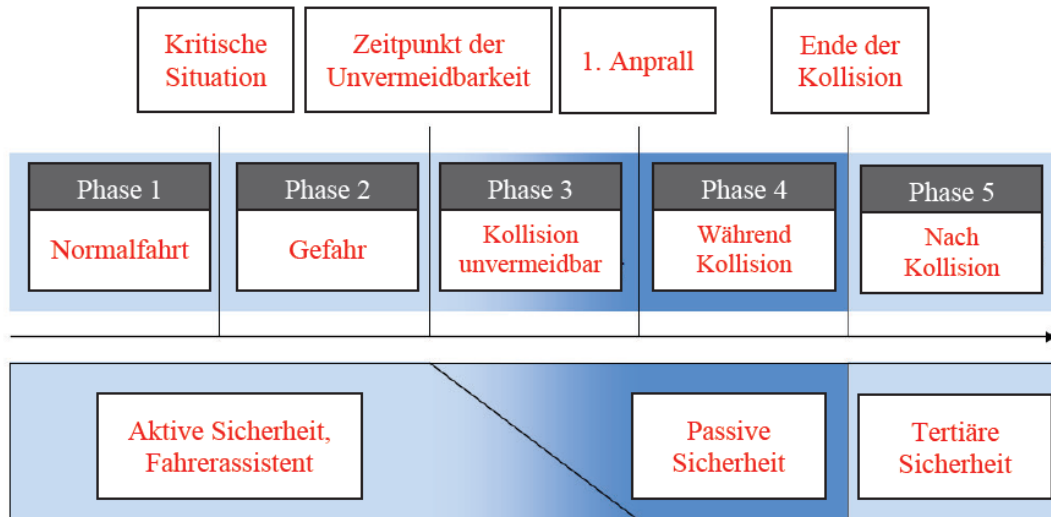 Kritische
Situation
Zeitpunkt der
Unvermeidbarkeit
1. Anprall
Ende der
Kollision
Phase 1
Normalfahrt
Phase 2
Gefahr
Phase 3
Kollision
unvermeidbar
Phase 4
Während
Kollision
Phase 5
Nach
Kollision
Aktive Sicherheit,
Fahrerassistent
Passive
Sicherheit
Tertiäre
Sicherheit